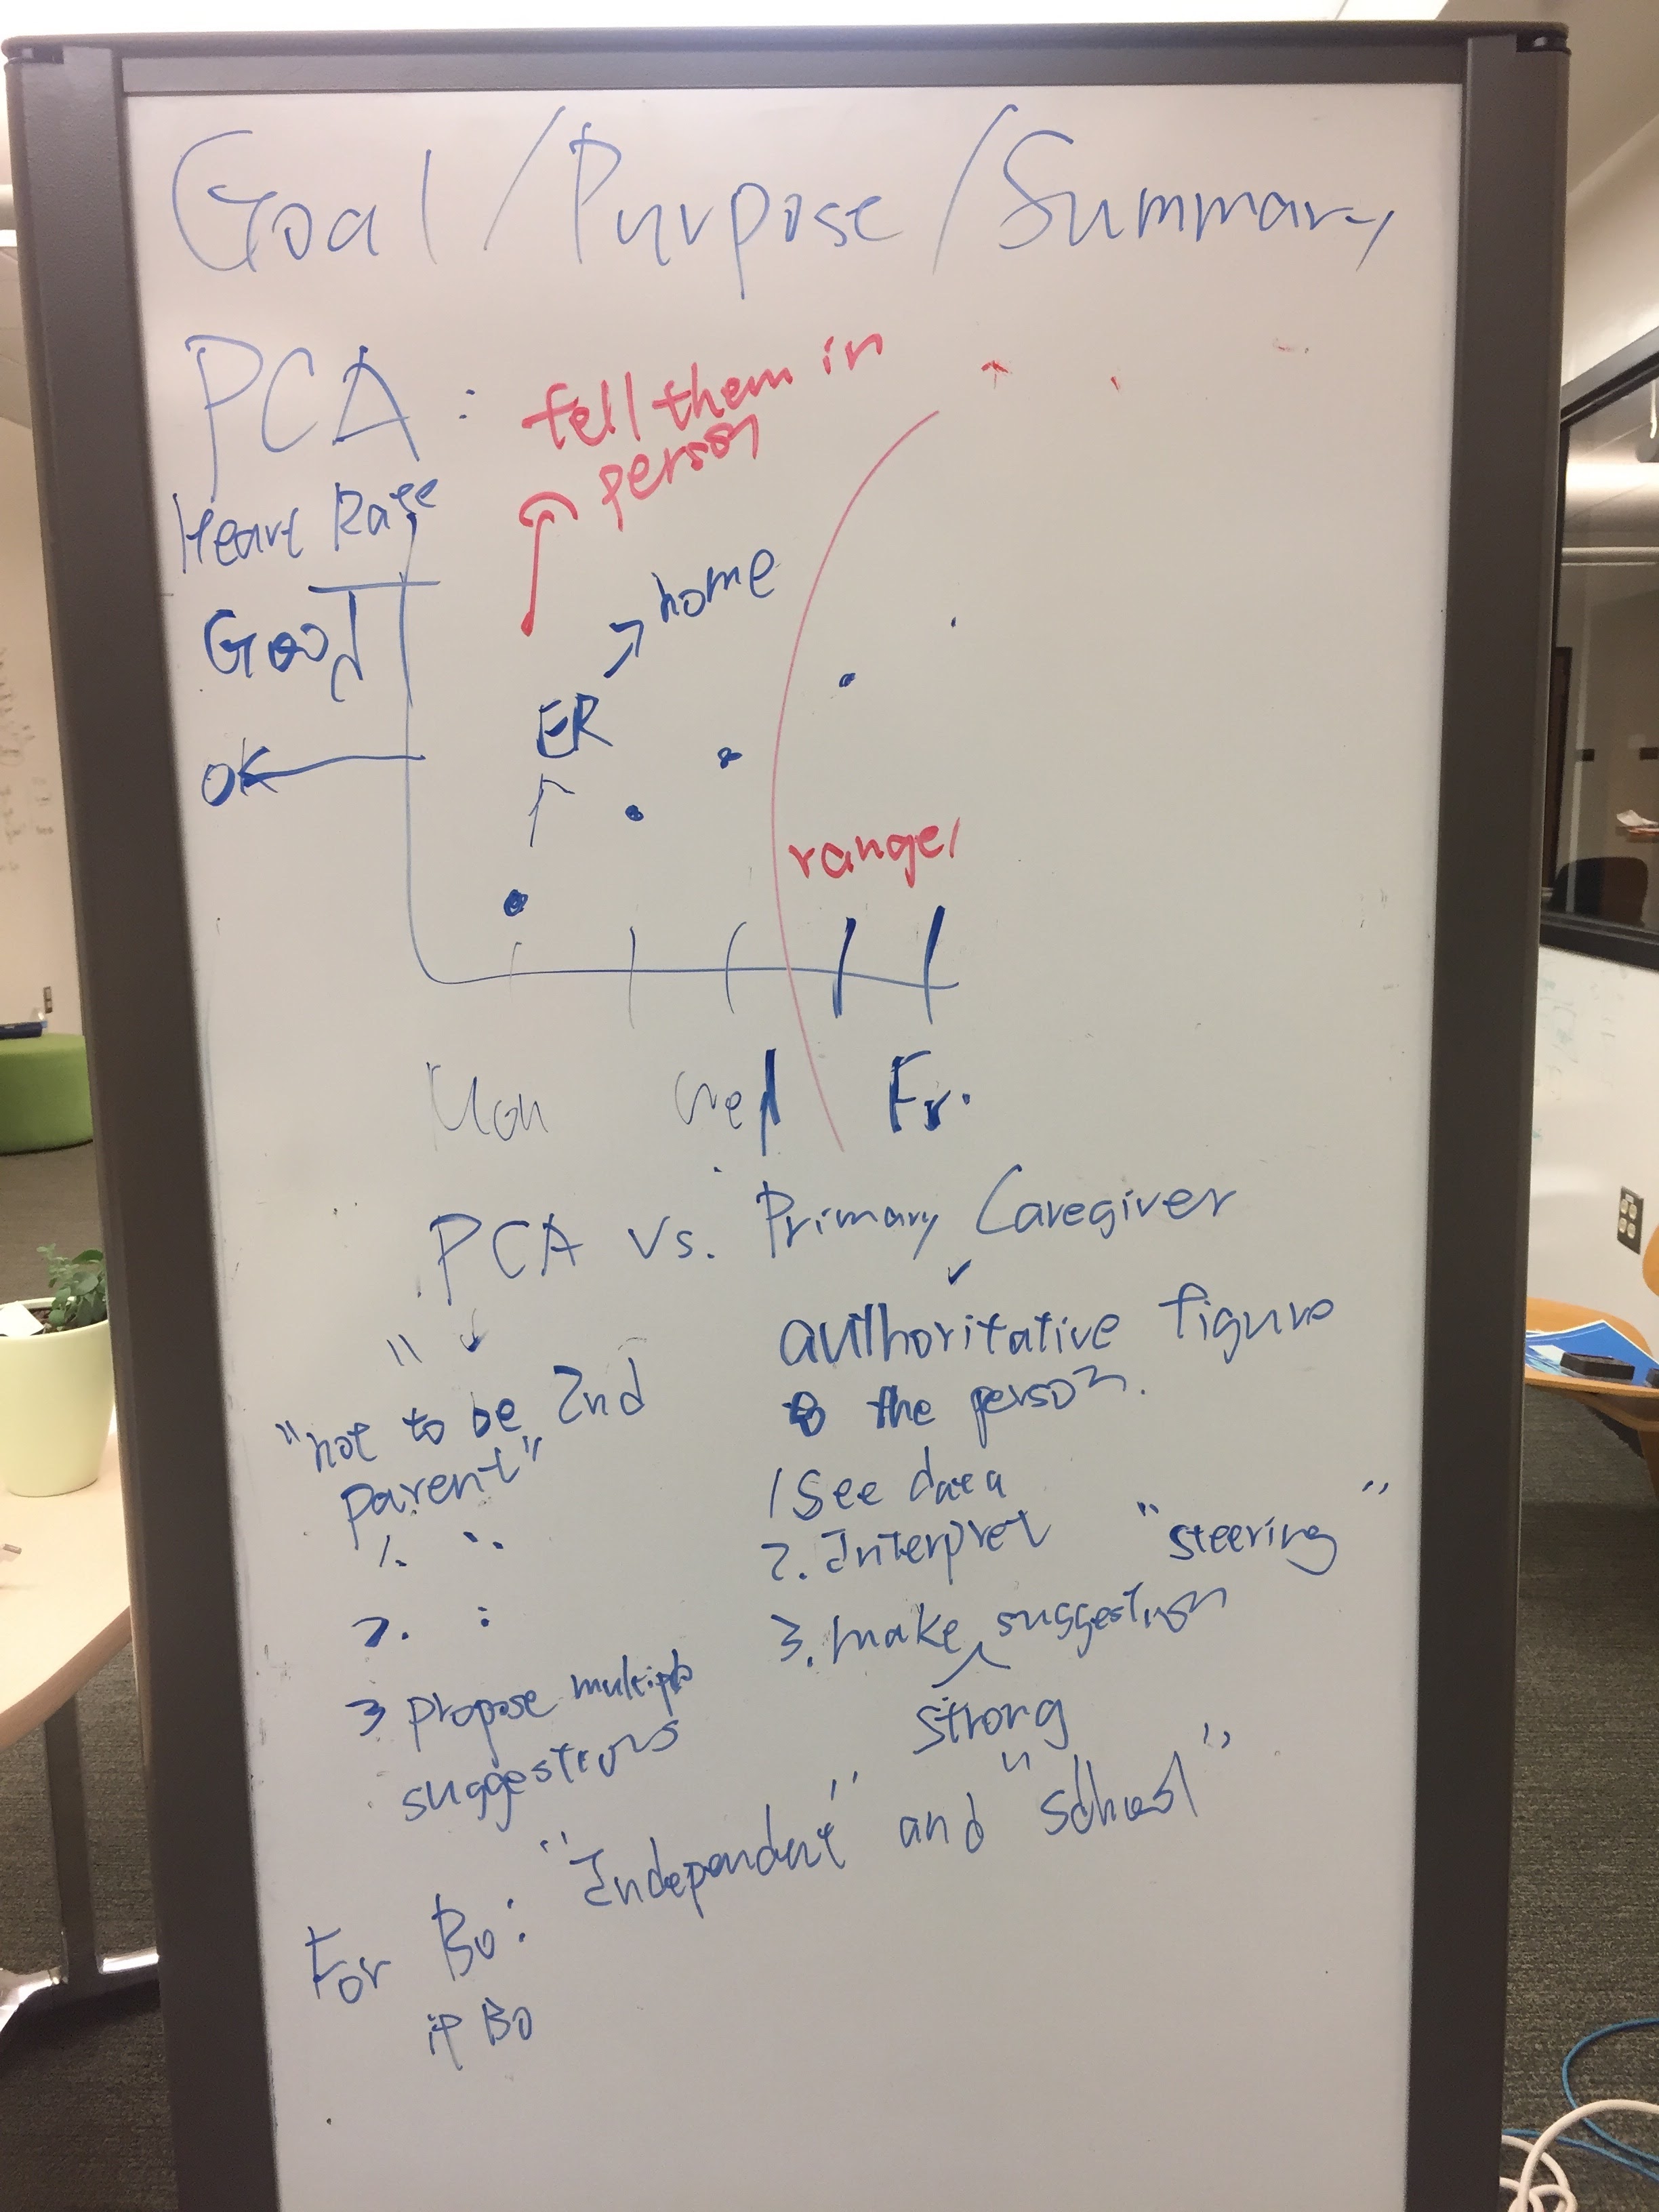 Goal/Purpose/Summary
PCA: tell them in
person
Heart Rate
home
Good
ER
OK
range
Mon Wed Fr.
PCA vs. Primary Caregiver
authoritative figure
"not to be 2nd
the person.
parent"
1 See data
1. :
2. Interpret "steering"
2. :
3. make suggestion
strong
3 propose multiple
suggestions
For Bo: "Independent" and "school"
if Bo